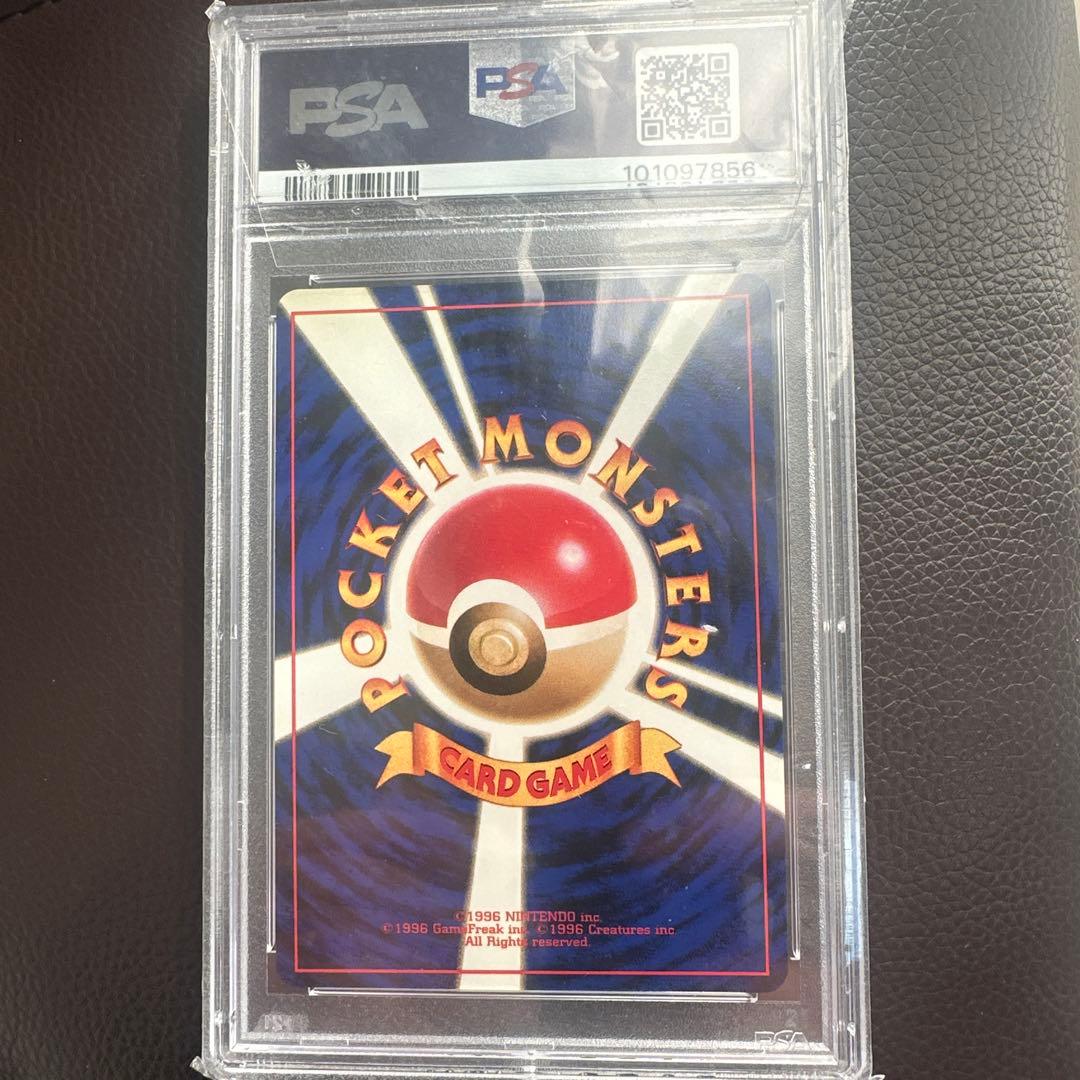 PSA
PSA
101097856
POCKET MONSTERS
CARD GAME
©1996 NINTENDO inc.
©1996 GameFreak inc. ©1996 Creatures inc.
All Rights reserved.
PSA